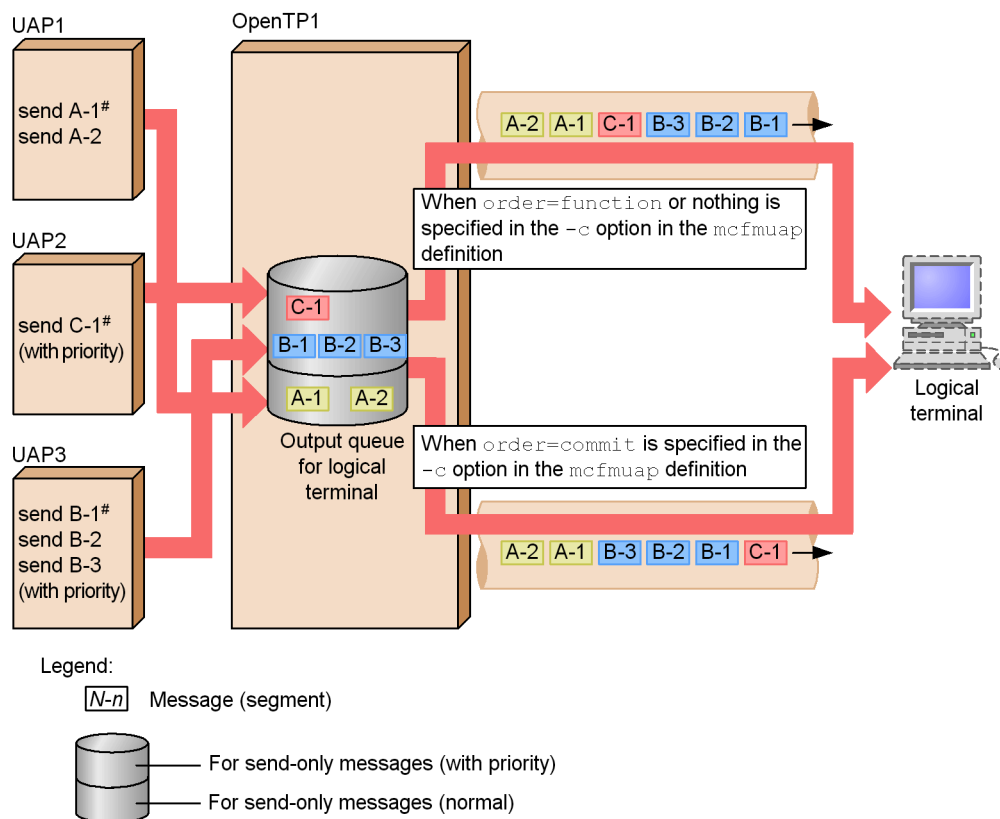 UAP1
send A-1#
send A-2
UAP2
send C-1#
(with priority)
UAP3
send B-1#
send B-2
send B-3
(with priority)
OpenTP1
C-1
B-1 B-2 B-3
A-1 A-2
Output queue
for logical
terminal
A-2 A-1 C-1 B-3 B-2 B-1
When order=function or nothing is
specified in the -c option in the mcfmuap
definition
When order=commit is specified in the
-c option in the mcfmuap definition
A-2 A-1 B-3 B-2 B-1 C-1
Logical
terminal
Legend:
N-n Message (segment)
For send-only messages (with priority)
For send-only messages (normal)